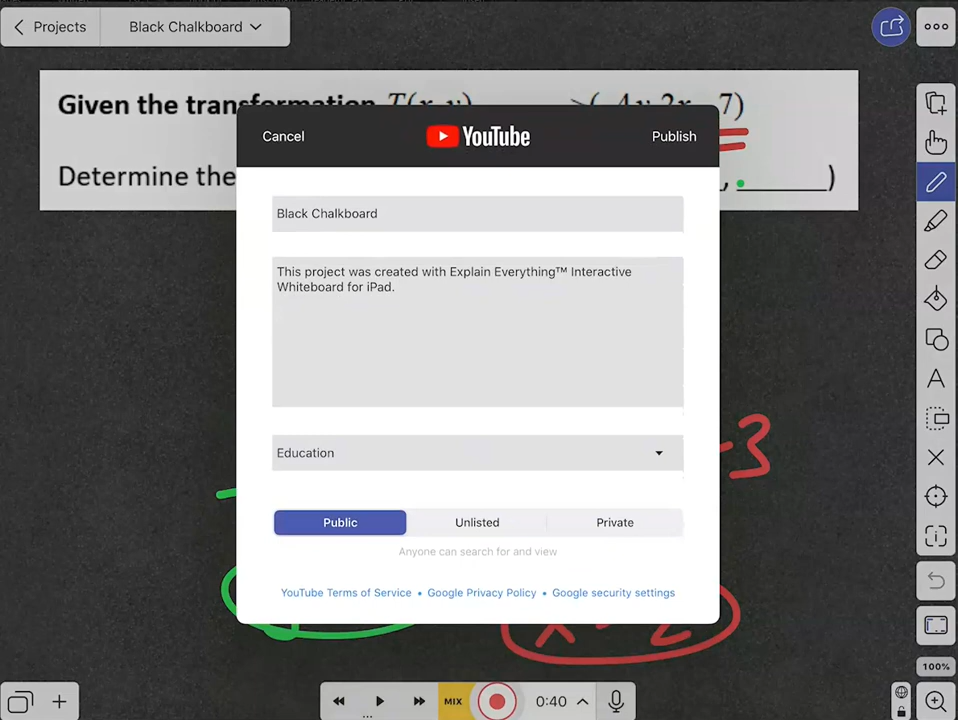 Projects
Black Chalkboard
Given the transformation
7)
Determine the
, )
Cancel
YouTube
Publish
Black Chalkboard
This project was created with Explain Everything™ Interactive
Whiteboard for iPad.
Education
-3
Public
Unlisted
Private
Anyone can search for and view
YouTube Terms of Service • Google Privacy Policy • Google security settings
A
MIX
0:40
100%